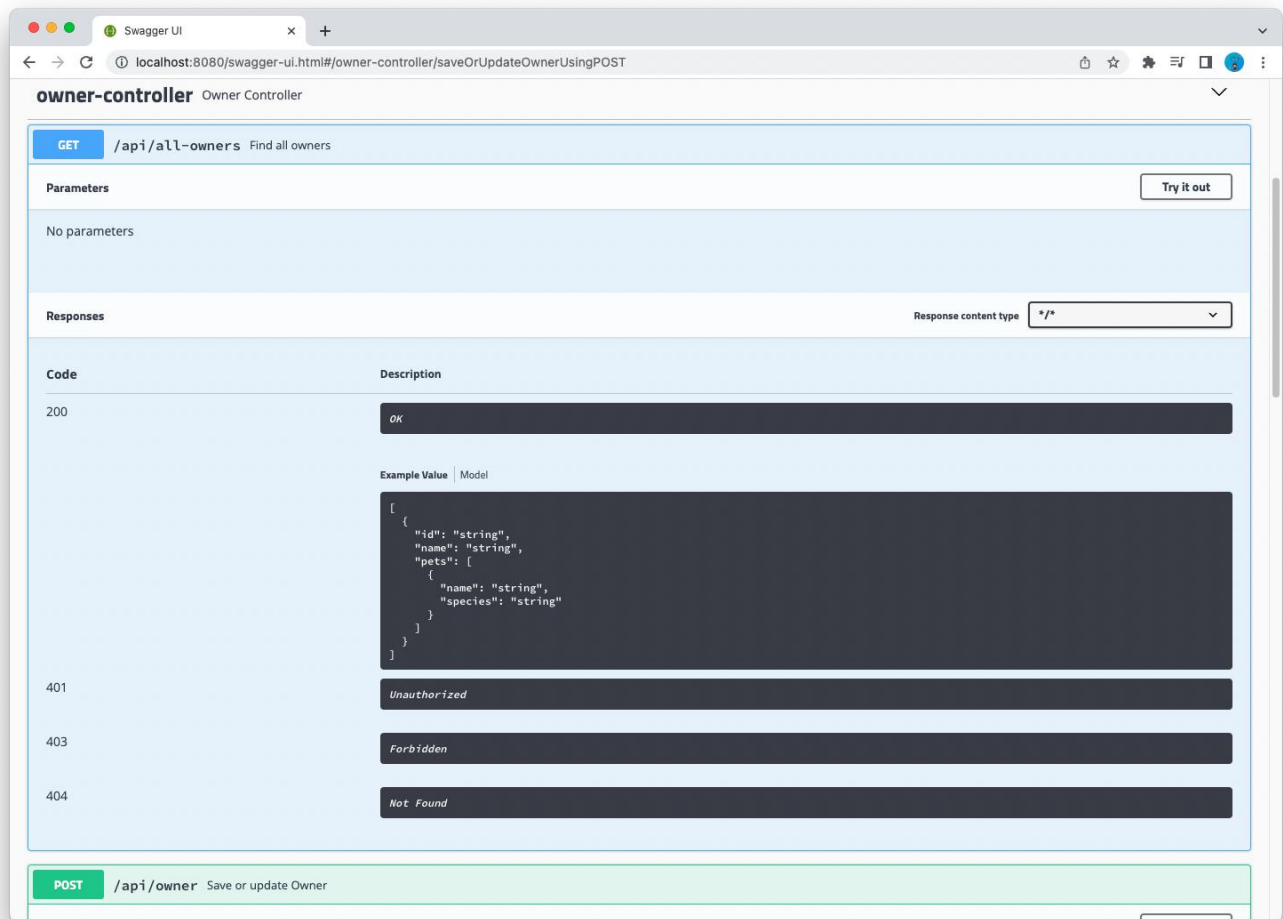 Swagger UI
localhost:8080/swagger-ui.html#/owner-controller/saveOrUpdateOwnerUsingPOST
owner-controller Owner Controller
GET /api/all-owners Find all owners
Parameters Try it out
No parameters
Responses Response content type */*
Code Description
200 OK
Example Value Model
[
  {
    "id": "string",
    "name": "string",
    "pets": [
      {
        "name": "string",
        "species": "string"
      }
    ]
  }
]
401 Unauthorized
403 Forbidden
404 Not Found
POST /api/owner Save or update Owner